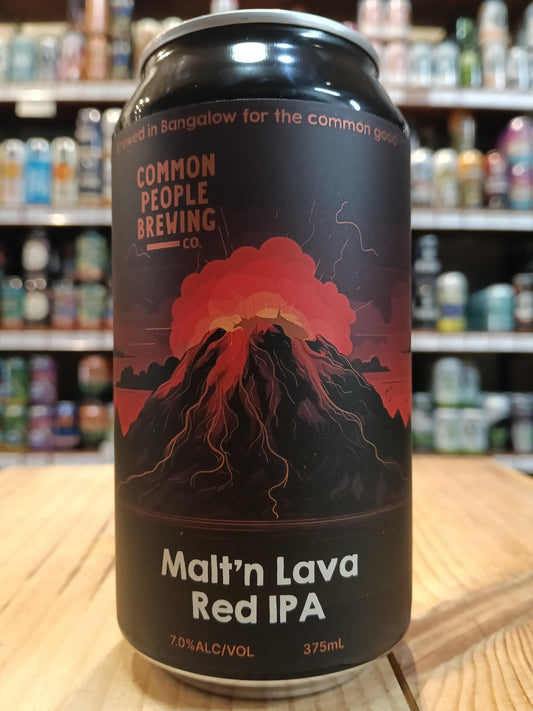 Brewed in Bangalow for the common good
COMMON
PEOPLE
BREWING
CO.
Malt'n Lava
Red IPA
7.0%ALC/VOL 375mL